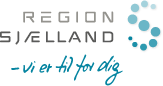 REGION
SJÆLLAND
- vi er til for dig